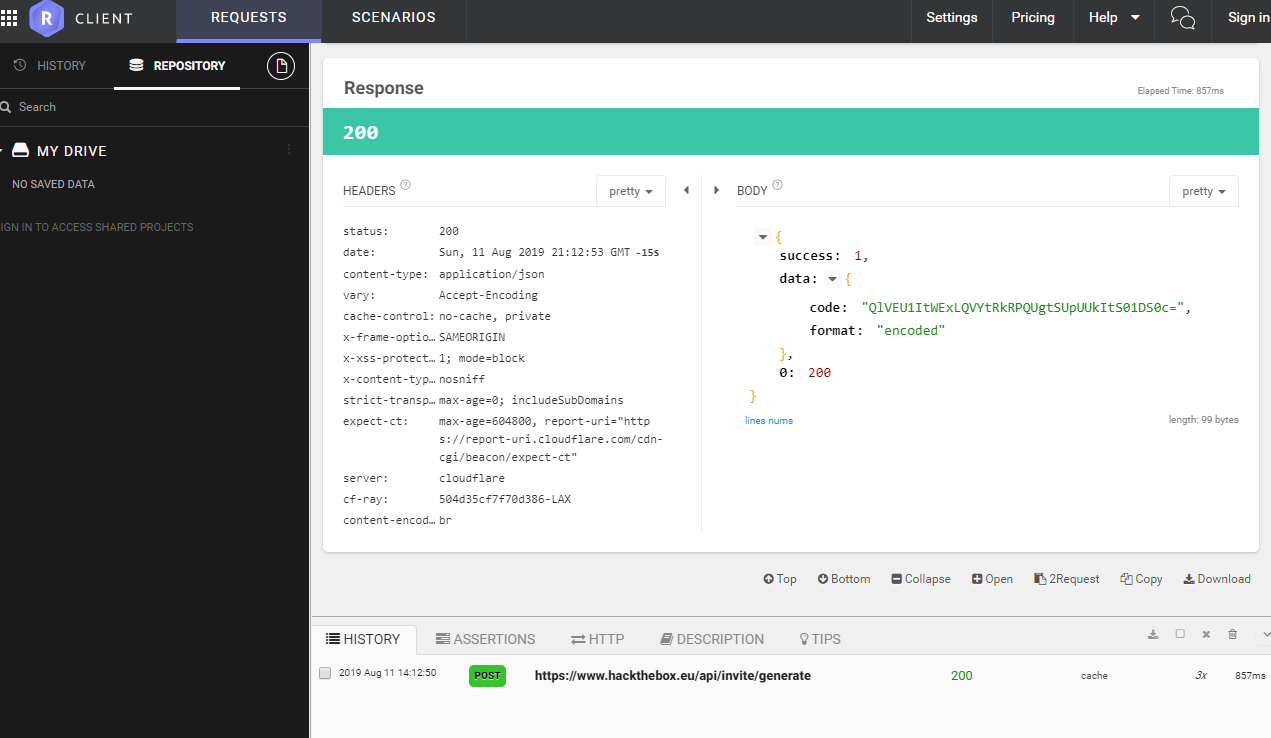 R CLIENT REQUESTS SCENARIOS Settings Pricing Help Sign in
HISTORY REPOSITORY
Search
MY DRIVE
NO SAVED DATA
IGN IN TO ACCESS SHARED PROJECTS
Response Elapsed Time: 857ms
200
HEADERS ? pretty
status: 200
date: Sun, 11 Aug 2019 21:12:53 GMT -15s
content-type: application/json
vary: Accept-Encoding
cache-control: no-cache, private
x-frame-optio… SAMEORIGIN
x-xss-protect… 1; mode=block
x-content-typ… nosniff
strict-transp… max-age=0; includeSubDomains
expect-ct: max-age=604800, report-uri="http
s://report-uri.cloudflare.com/cdn-
cgi/beacon/expect-ct"
server: cloudflare
cf-ray: 504d35cf7f70d386-LAX
content-encod… br
BODY ? pretty
{
success: 1,
data: {
code: "QlVEU1ItWExLQVYtRkRPQUgtSUpUUkItS01DS0c=",
format: "encoded"
},
0: 200
}
lines nums length: 99 bytes
Top Bottom Collapse Open 2Request Copy Download
HISTORY ASSERTIONS HTTP DESCRIPTION TIPS
2019 Aug 11 14:12:50 POST https://www.hackthebox.eu/api/invite/generate 200 cache 3x 857ms